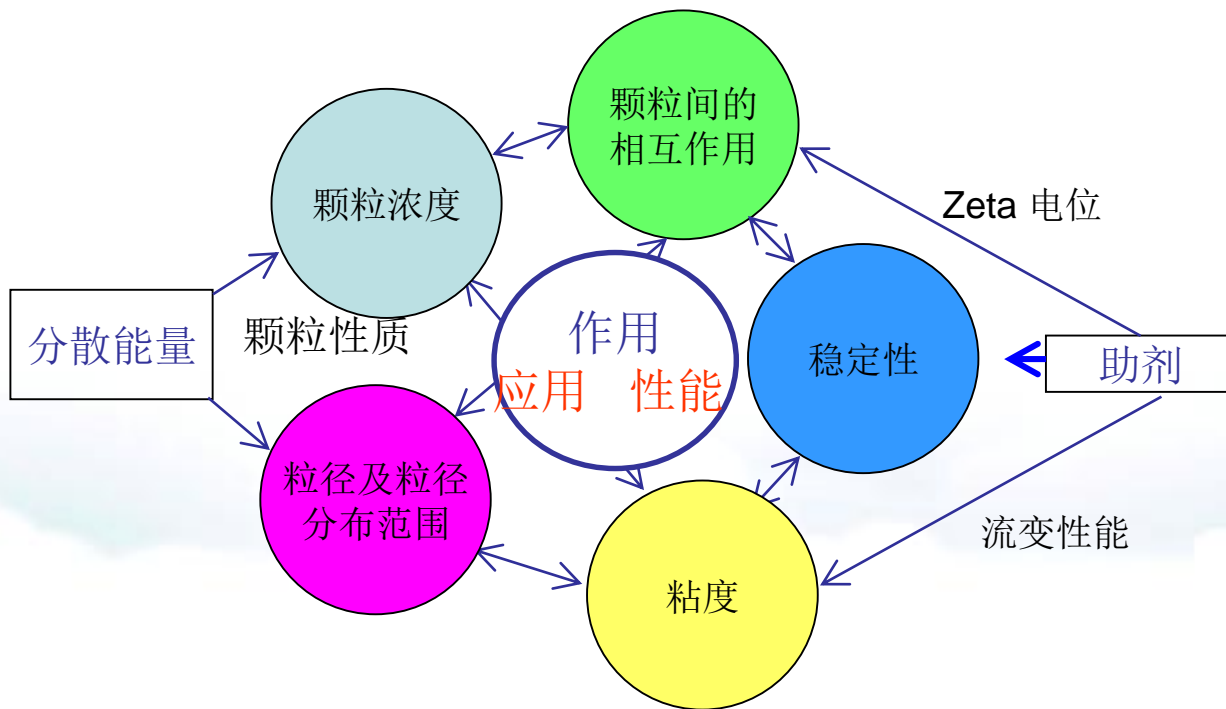 颗粒间的
相互作用
颗粒浓度
Zeta 电位
分散能量
颗粒性质
作用
应用 性能
稳定性
助剂
粒径及粒径
分布范围
流变性能
粘度